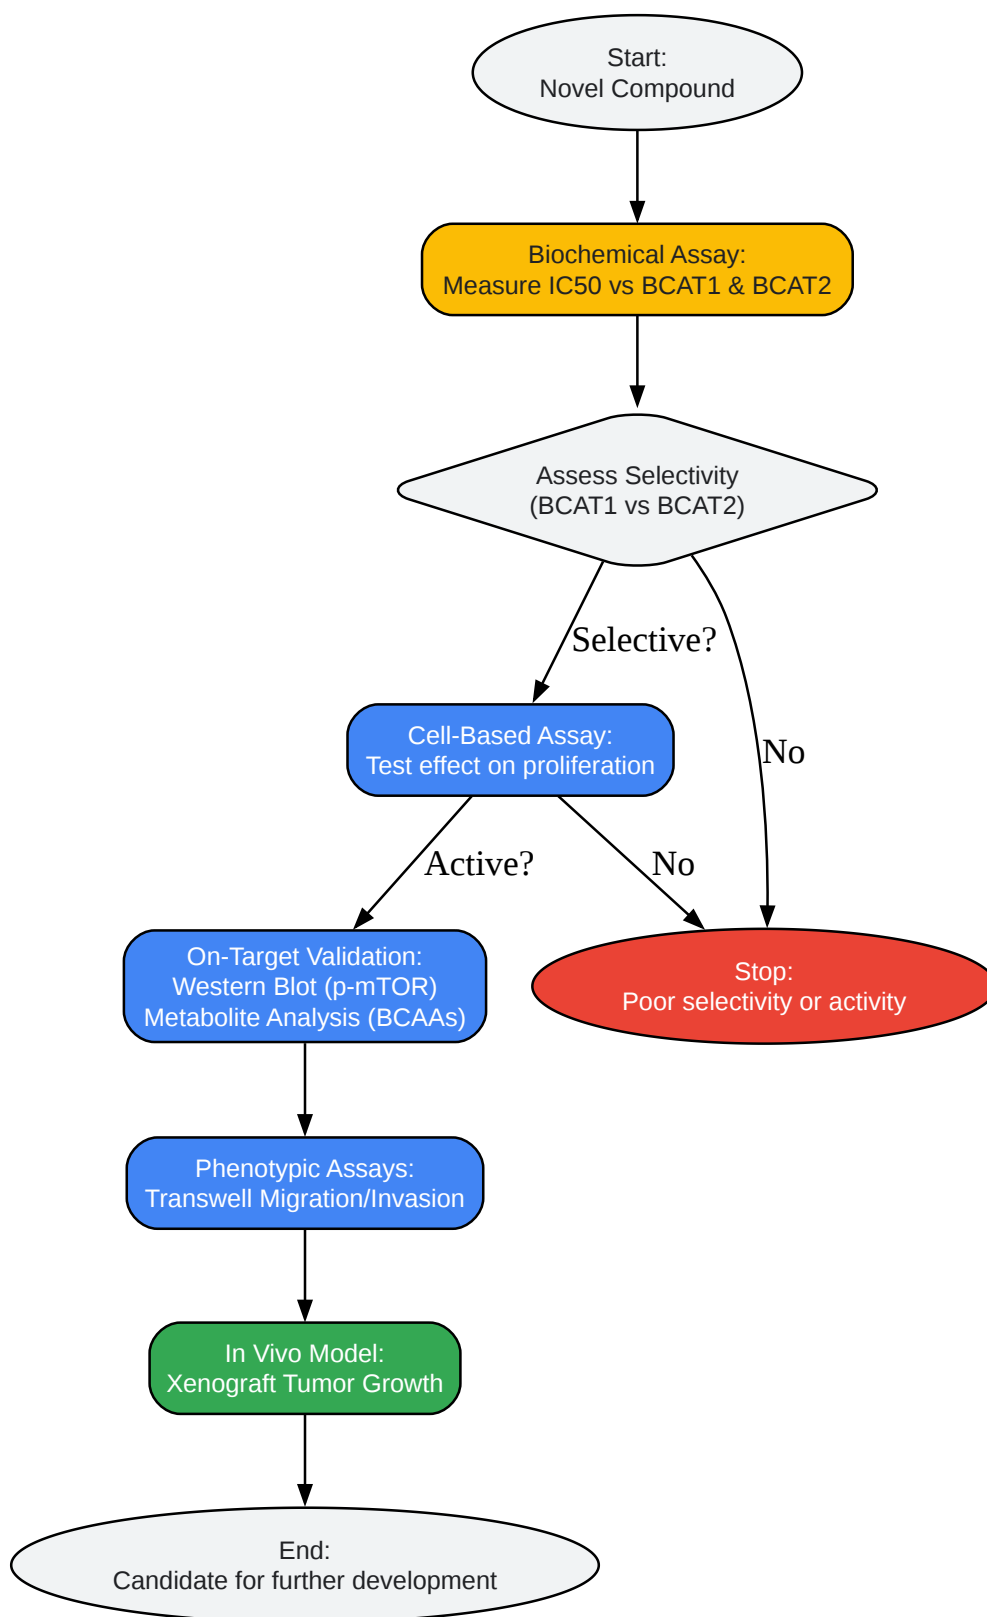 Start:
Novel Compound
Biochemical Assay:
Measure IC50 vs BCAT1 & BCAT2
Assess Selectivity
(BCAT1 vs BCAT2)
Selective?
Cell-Based Assay:
Test effect on proliferation
No
Active?
No
On-Target Validation:
Western Blot (p-mTOR)
Metabolite Analysis (BCAAs)
Stop:
Poor selectivity or activity
Phenotypic Assays:
Transwell Migration/Invasion
In Vivo Model:
Xenograft Tumor Growth
End:
Candidate for further development